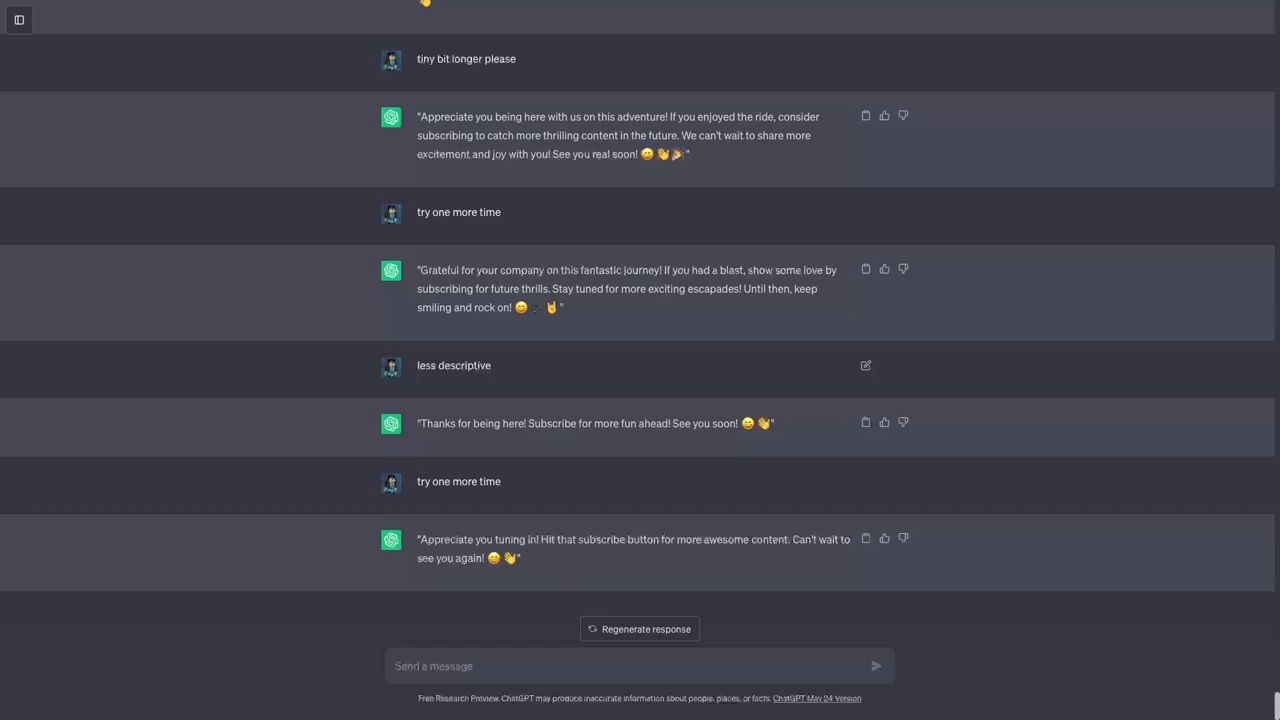 👋
tiny bit longer please
"Appreciate you being here with us on this adventure! If you enjoyed the ride, consider
subscribing to catch more thrilling content in the future. We can't wait to share more
excitement and joy with you! See you real soon! 😄 👋 🎉"
try one more time
"Grateful for your company on this fantastic journey! If you had a blast, show some love by
subscribing for future thrills. Stay tuned for more exciting escapades! Until then, keep
smiling and rock on! 😄 🎵 🤘"
less descriptive
"Thanks for being here! Subscribe for more fun ahead! See you soon! 😄 👋"
try one more time
"Appreciate you tuning in! Hit that subscribe button for more awesome content. Can't wait to
see you again! 😊 👋"
Regenerate response
Send a message
Free Research Preview. ChatGPT may produce inaccurate information about people, places, or facts. ChatGPT May 24 Version